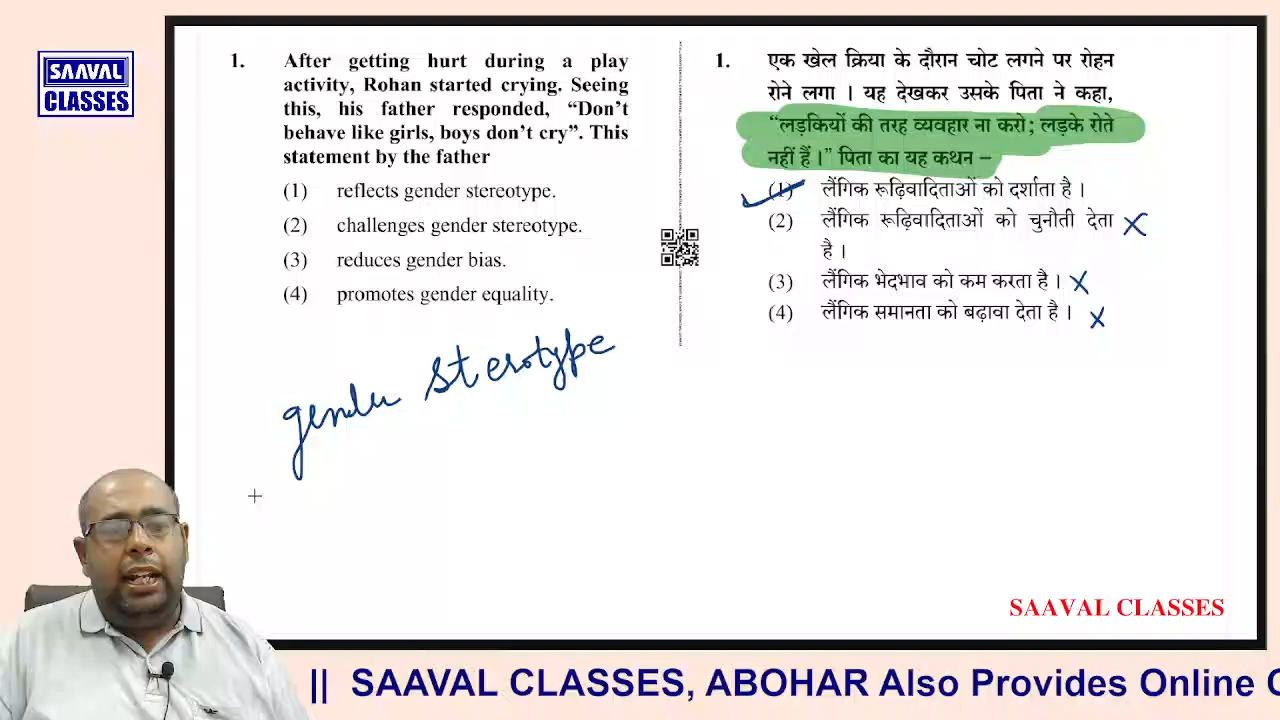 SAAVAL
CLASSES
1. After getting hurt during a play
activity, Rohan started crying. Seeing
this, his father responded, “Don’t
behave like girls, boys don’t cry”. This
statement by the father
(1) reflects gender stereotype.
(2) challenges gender stereotype.
(3) reduces gender bias.
(4) promotes gender equality.
gender sterotype
1. एक खेल क्रिया के दौरान चोट लगने पर रोहन
रोने लगा । यह देखकर उसके पिता ने कहा,
“लड़कियों की तरह व्यवहार ना करो; लड़के रोते
नहीं हैं ।” पिता का यह कथन –
(1) लैंगिक रूढ़िवादिताओं को दर्शाता है ।
(2) लैंगिक रूढ़िवादिताओं को चुनौती देता
है ।
(3) लैंगिक भेदभाव को कम करता है ।
(4) लैंगिक समानता को बढ़ावा देता है ।
SAAVAL CLASSES
|| SAAVAL CLASSES, ABOHAR Also Provides Online